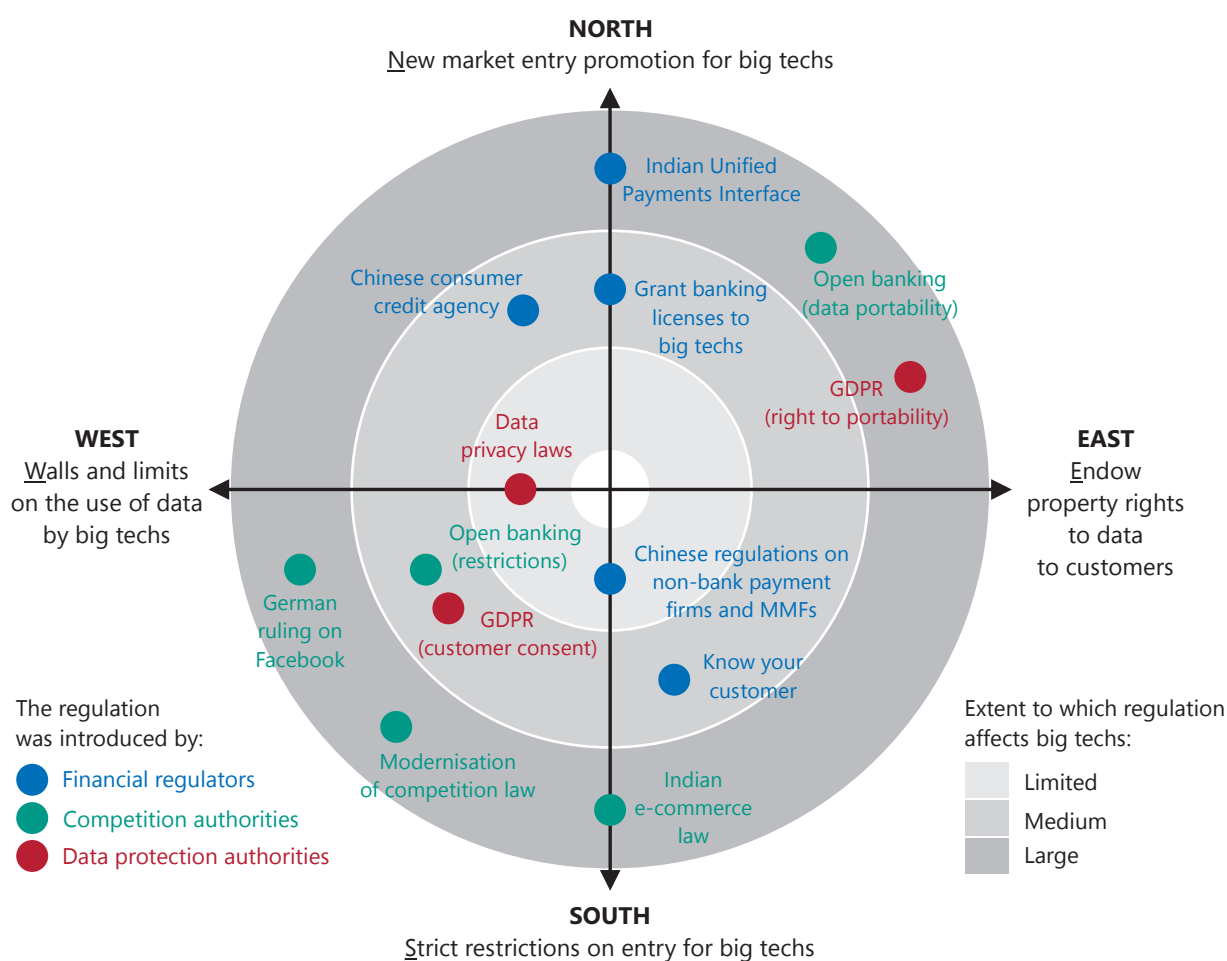 NORTH
New market entry promotion for big techs
Indian Unified
Payments Interface
Chinese consumer
credit agency
Grant banking
licenses to
big techs
Open banking
(data portability)
GDPR
(right to portability)
Data
privacy laws
WEST
Walls and limits
on the use of data
by big techs
EAST
Endow
property rights
to data
to customers
Open banking
(restrictions)
Chinese regulations on
non-bank payment
firms and MMFs
German
ruling on
Facebook
GDPR
(customer consent)
Know your
customer
Modernisation
of competition law
Indian
e-commerce
law
The regulation
was introduced by:
Financial regulators
Competition authorities
Data protection authorities
Extent to which regulation
affects big techs:
Limited
Medium
Large
SOUTH
Strict restrictions on entry for big techs